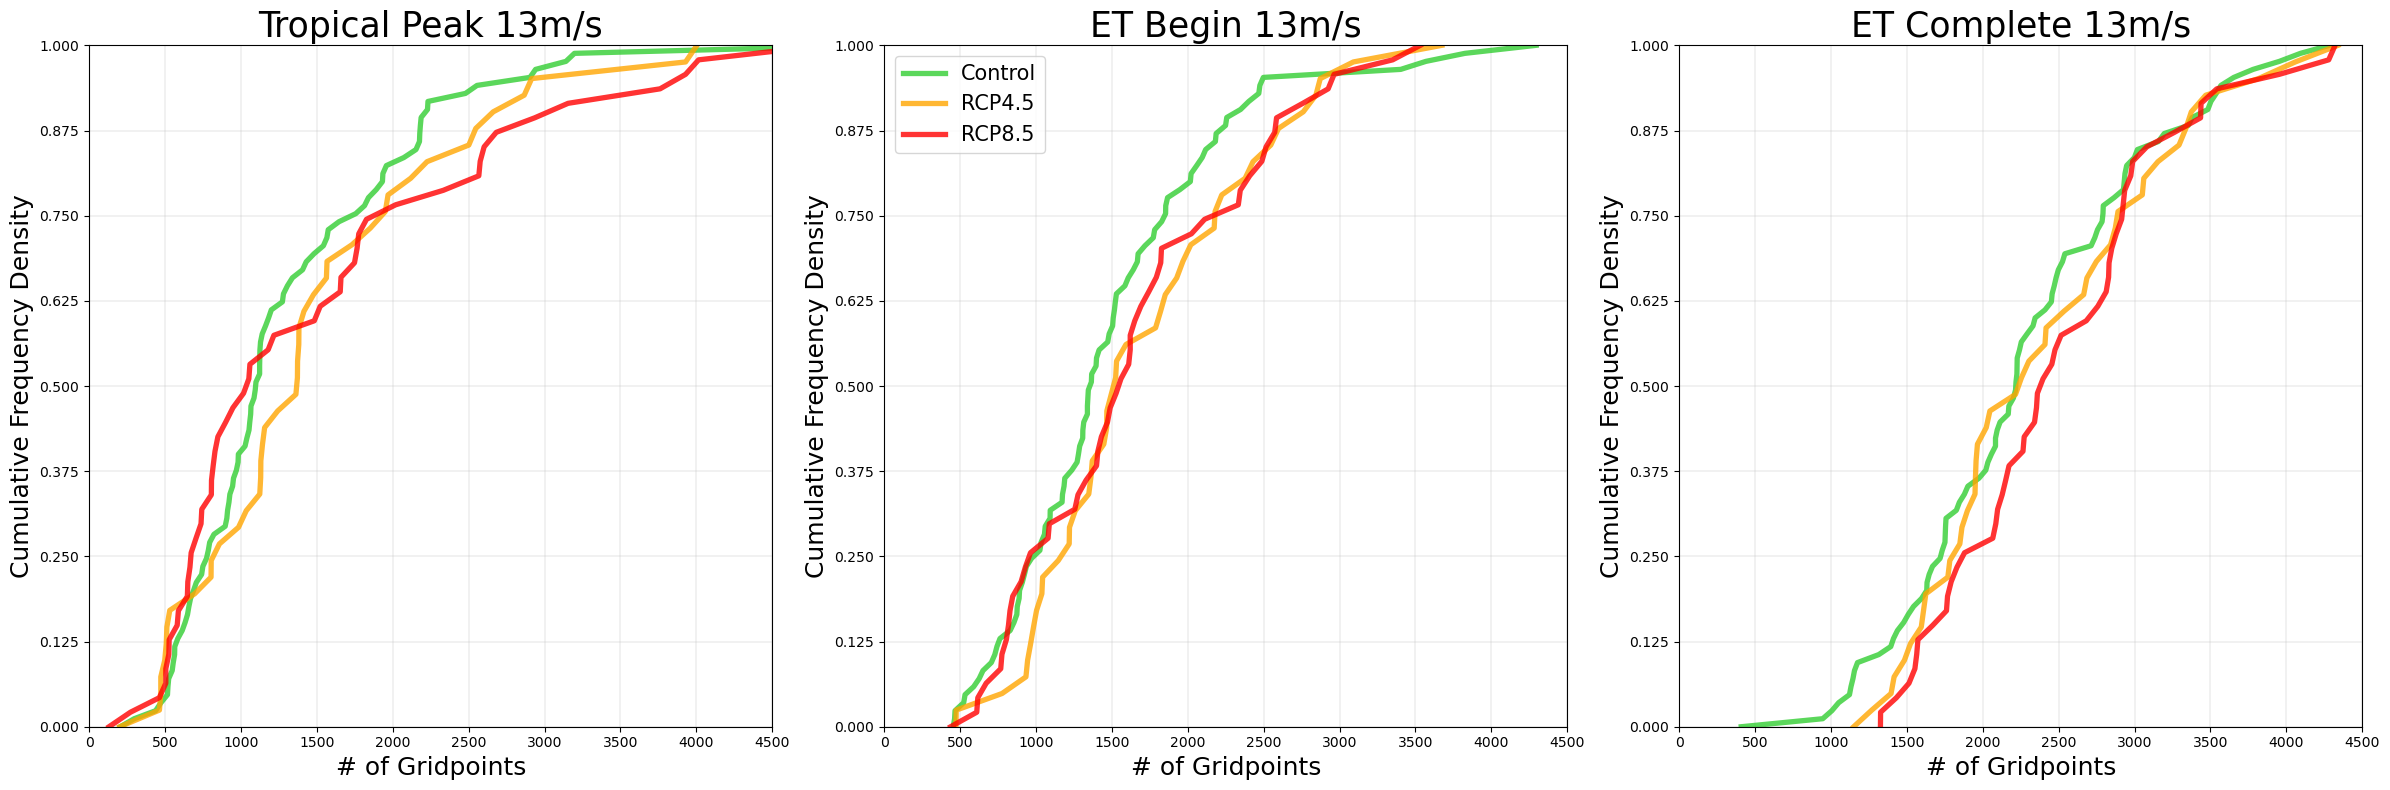 Tropical Peak 13m/s
Cumulative Frequency Density
1.000
0.875
0.750
0.625
0.500
0.375
0.250
0.125
0.000
0 500 1000 1500 2000 2500 3000 3500 4000 4500
# of Gridpoints
ET Begin 13m/s
Control
RCP4.5
RCP8.5
Cumulative Frequency Density
1.000
0.875
0.750
0.625
0.500
0.375
0.250
0.125
0.000
0 500 1000 1500 2000 2500 3000 3500 4000 4500
# of Gridpoints
ET Complete 13m/s
Cumulative Frequency Density
1.000
0.875
0.750
0.625
0.500
0.375
0.250
0.125
0.000
0 500 1000 1500 2000 2500 3000 3500 4000 4500
# of Gridpoints